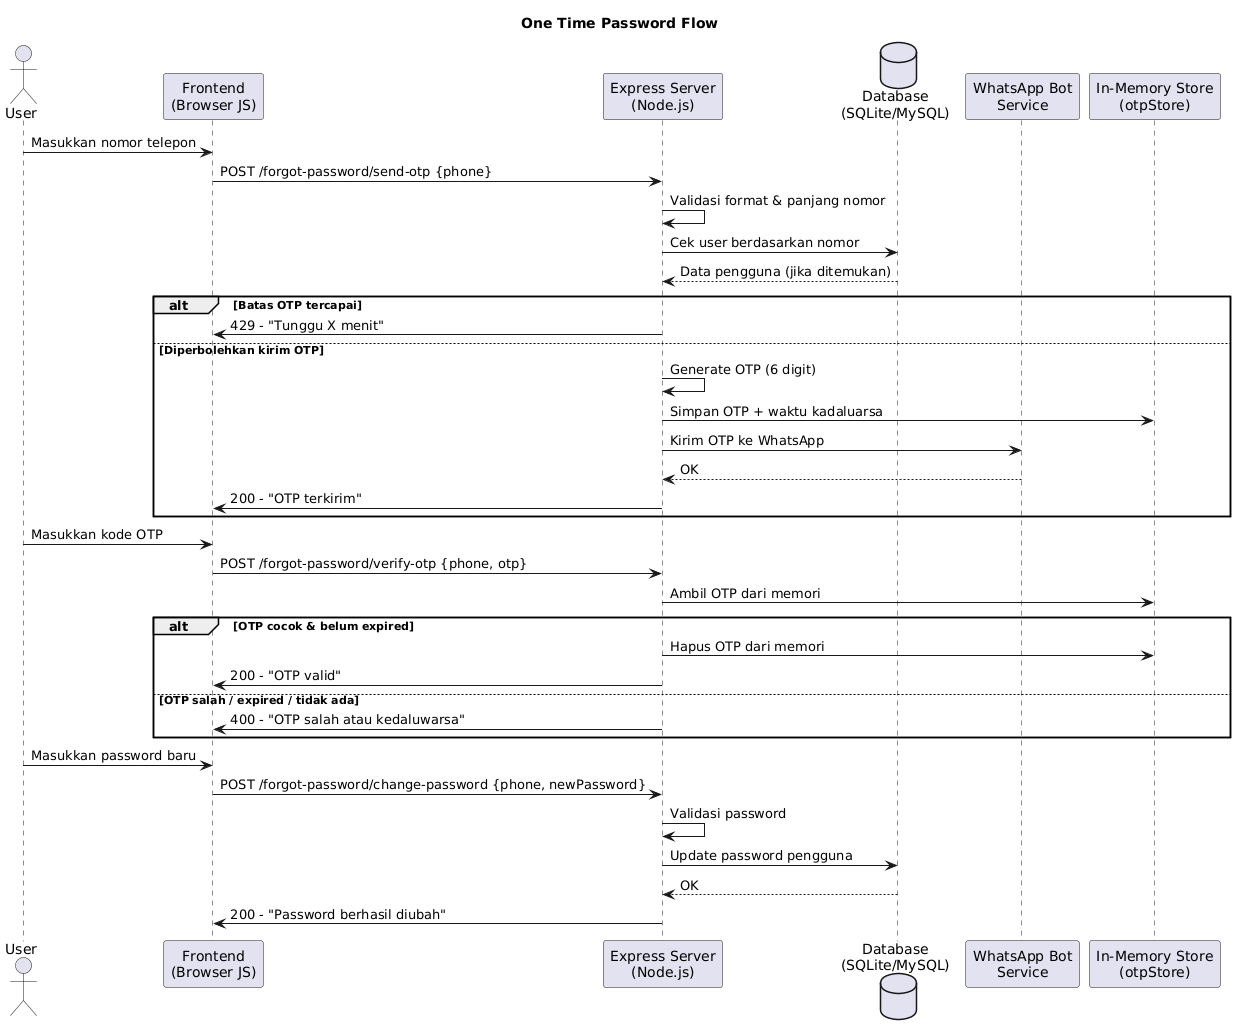 One Time Password Flow
User
Frontend
(Browser JS)
Express Server
(Node.js)
Database
(SQLite/MySQL)
WhatsApp Bot
Service
In-Memory Store
(otpStore)
Masukkan nomor telepon
POST /forgot-password/send-otp {phone}
Validasi format & panjang nomor
Cek user berdasarkan nomor
Data pengguna (jika ditemukan)
alt [Batas OTP tercapai]
429 - "Tunggu X menit"
[Diperbolehkan kirim OTP]
Generate OTP (6 digit)
Simpan OTP + waktu kadaluarsa
Kirim OTP ke WhatsApp
OK
200 - "OTP terkirim"
Masukkan kode OTP
POST /forgot-password/verify-otp {phone, otp}
Ambil OTP dari memori
alt [OTP cocok & belum expired]
Hapus OTP dari memori
200 - "OTP valid"
[OTP salah / expired / tidak ada]
400 - "OTP salah atau kedaluwarsa"
Masukkan password baru
POST /forgot-password/change-password {phone, newPassword}
Validasi password
Update password pengguna
OK
200 - "Password berhasil diubah"
User
Frontend
(Browser JS)
Express Server
(Node.js)
Database
(SQLite/MySQL)
WhatsApp Bot
Service
In-Memory Store
(otpStore)